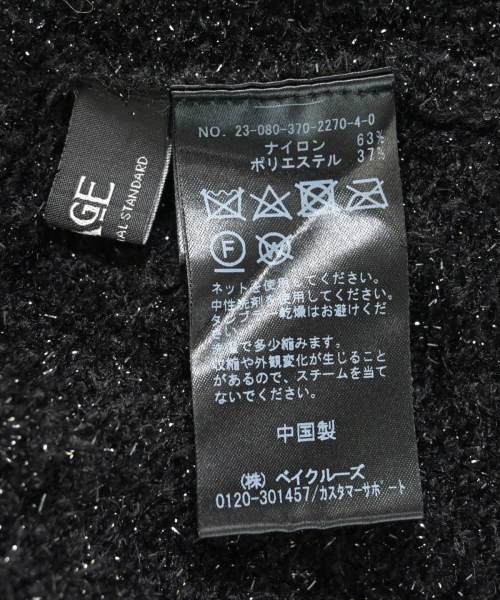 AGE
AL STANDARD
NO. 23-080-370-2270-4-0
ナイロン 63%
ポリエステル 37%
F
W
ネットを使用してください。
中性洗剤を使用してください。
タンブラー乾燥はお避けくだ
さい。
で多少縮みます。
収縮や外観変化が生じること
があるので、スチームを当て
ないでください。
中国製
(株) ベイクルーズ
0120-301457/カスタマーサポート